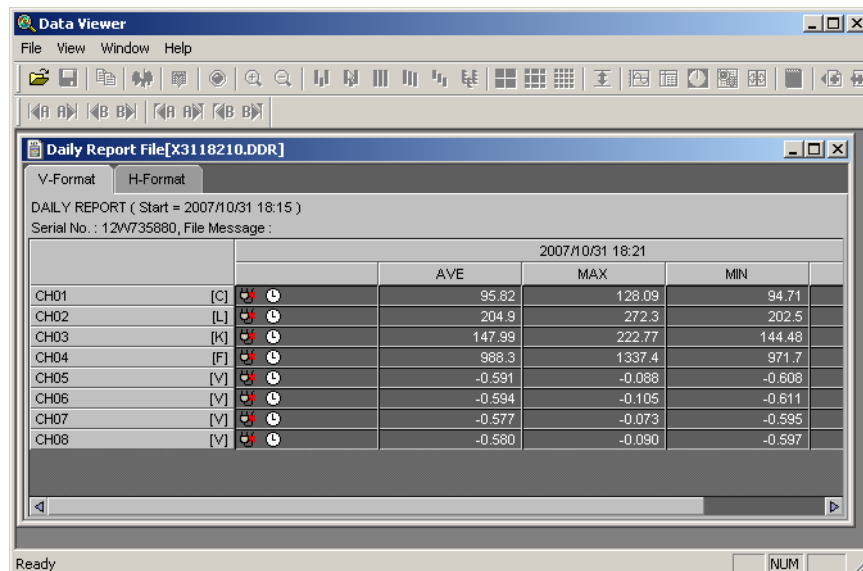 Data Viewer
File View Window Help
A A B B A A B B
Daily Report File[X3118210.DDR]
V-Format H-Format
DAILY REPORT ( Start = 2007/10/31 18:15 )
Serial No. : 12W735880, File Message :
2007/10/31 18:21
AVE MAX MIN
CH01 [C] 95.82 128.09 94.71
CH02 [L] 204.9 272.3 202.5
CH03 [K] 147.99 222.77 144.48
CH04 [F] 988.3 1337.4 971.7
CH05 [V] -0.591 -0.088 -0.608
CH06 [V] -0.594 -0.105 -0.611
CH07 [V] -0.577 -0.073 -0.595
CH08 [V] -0.580 -0.090 -0.597
Ready NUM